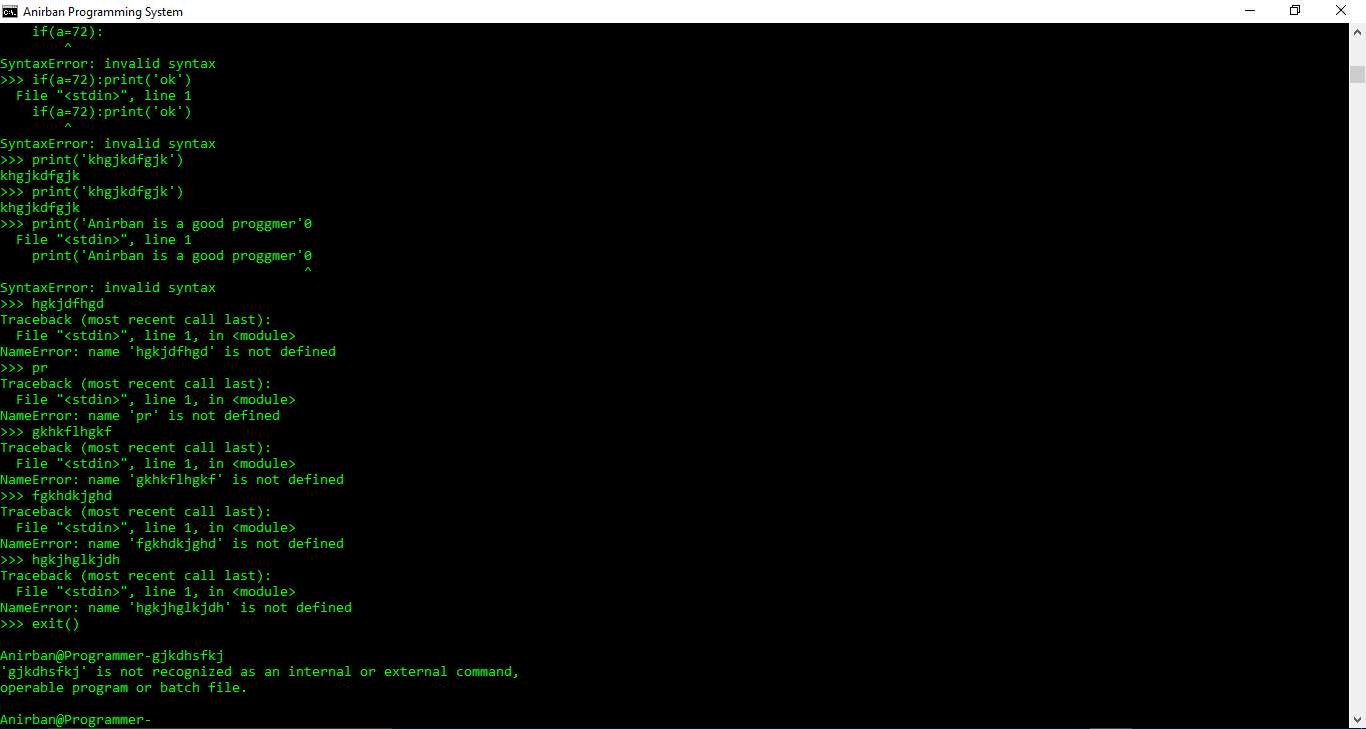 Anirban Programming System
if(a=72):
^
SyntaxError: invalid syntax
>>> if(a=72):print('ok')
File "<stdin>", line 1
if(a=72):print('ok')
^
SyntaxError: invalid syntax
>>> print('khgjkdfgjk')
khgjkdfgjk
>>> print('khgjkdfgjk')
khgjkdfgjk
>>> print('Anirban is a good proggmer'0
File "<stdin>", line 1
print('Anirban is a good proggmer'0
^
SyntaxError: invalid syntax
>>> hgkjdfhgd
Traceback (most recent call last):
File "<stdin>", line 1, in <module>
NameError: name 'hgkjdfhgd' is not defined
>>> pr
Traceback (most recent call last):
File "<stdin>", line 1, in <module>
NameError: name 'pr' is not defined
>>> gkhkflhgkf
Traceback (most recent call last):
File "<stdin>", line 1, in <module>
NameError: name 'gkhkflhgkf' is not defined
>>> fgkhdkjghd
Traceback (most recent call last):
File "<stdin>", line 1, in <module>
NameError: name 'fgkhdkjghd' is not defined
>>> hgkjhglkjdh
Traceback (most recent call last):
File "<stdin>", line 1, in <module>
NameError: name 'hgkjhglkjdh' is not defined
>>> exit()
Anirban@Programmer-gjkdhsfkj
'gjkdhsfkj' is not recognized as an internal or external command,
operable program or batch file.
Anirban@Programmer-